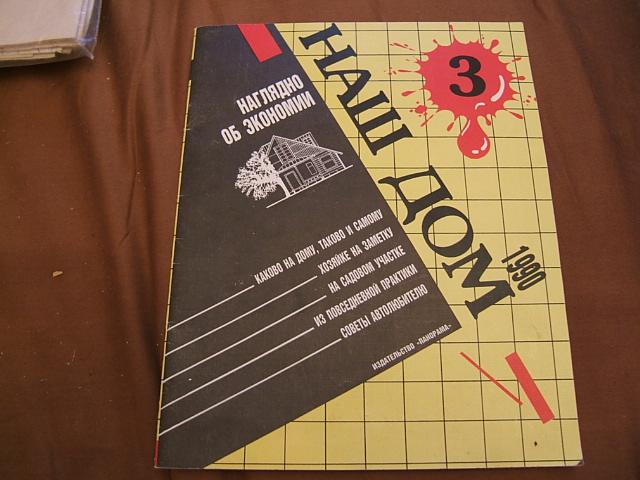 НАШ ДОМ
3
1990
НАГЛЯДНО
ОБ ЭКОНОМИИ
КАКОВО НА ДОМУ, ТАКОВО И САМОМУ
ХОЗЯЙКЕ НА ЗАМЕТКУ
НА САДОВОМ УЧАСТКЕ
ИЗ ПОВСЕДНЕВНОЙ ПРАКТИКИ
СОВЕТЫ АВТОЛЮБИТЕЛЮ
ИЗДАТЕЛЬСТВО «ПАНОРАМА»